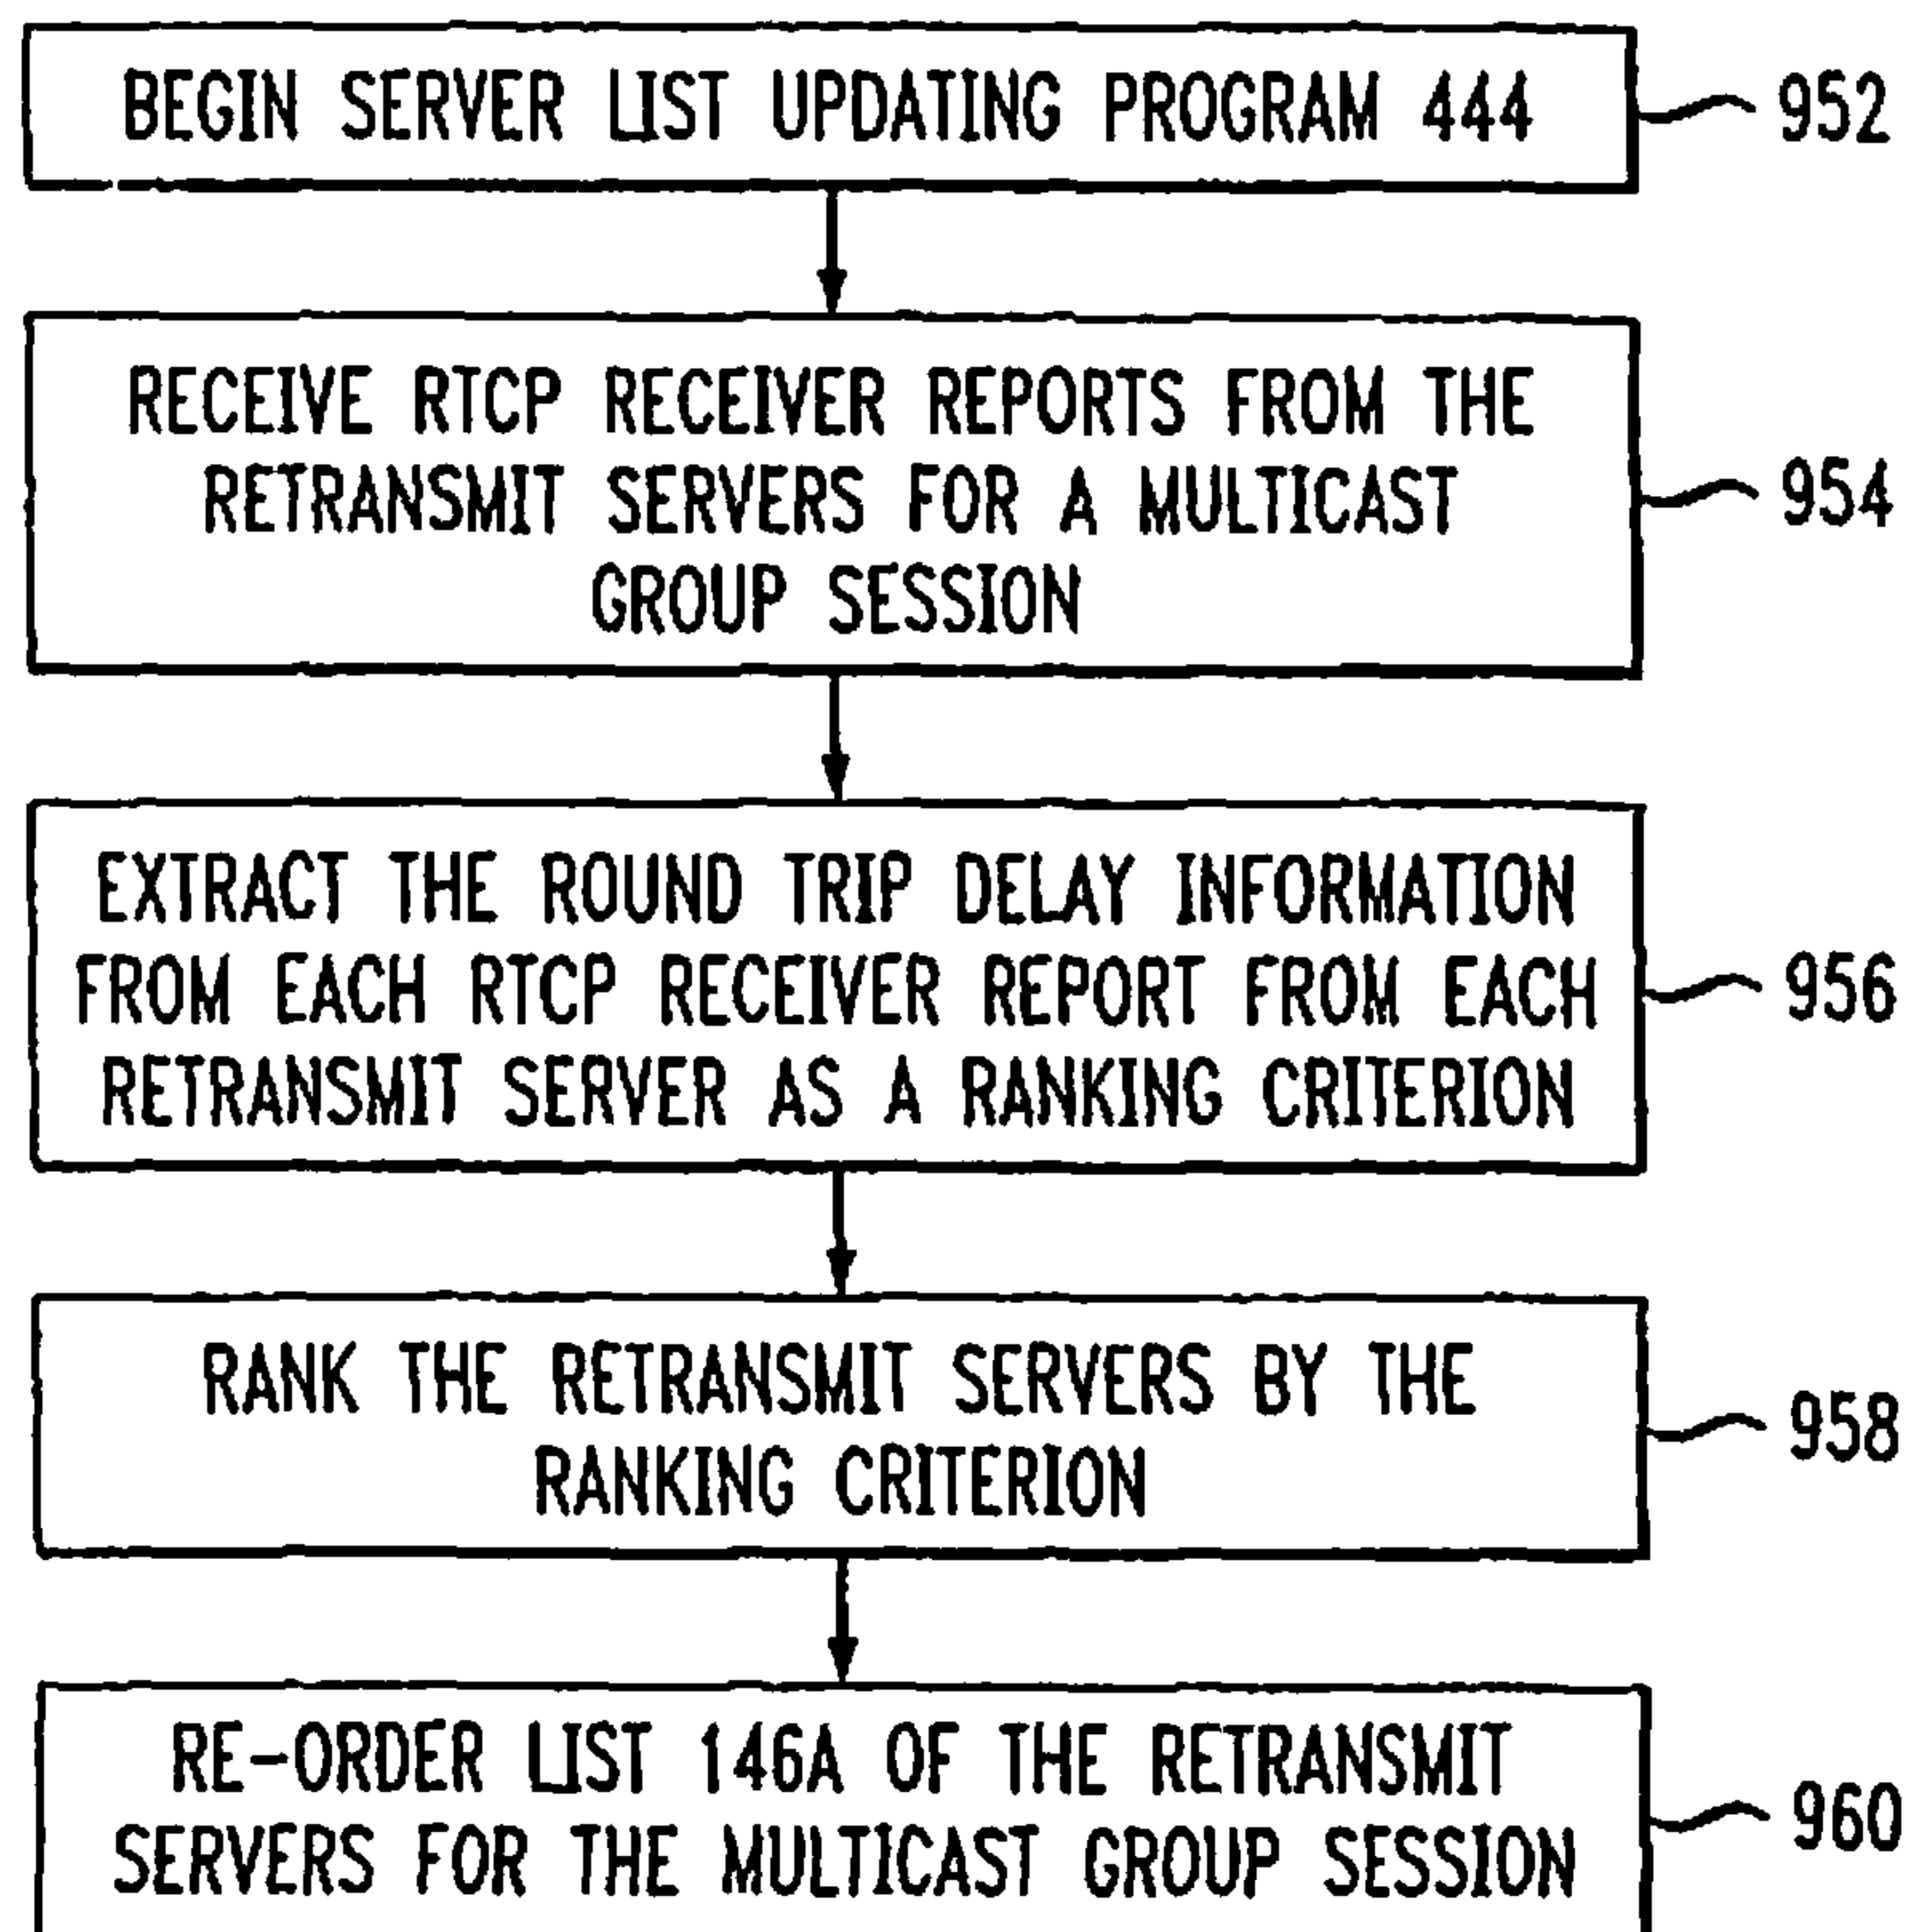 BEGIN SERVER LIST UPDATING PROGRAM 444
952
RECEIVE RTCP RECEIVER REPORTS FROM THE
RETRANSMIT SERVERS FOR A MULTICAST
GROUP SESSION
954
EXTRACT THE ROUND TRIP DELAY INFORMATION
FROM EACH RTCP RECEIVER REPORT FROM EACH
RETRANSMIT SERVER AS A RANKING CRITERION
956
RANK THE RETRANSMIT SERVERS BY THE
RANKING CRITERION
958
RE-ORDER LIST 146A OF THE RETRANSMIT
SERVERS FOR THE MULTICAST GROUP SESSION
960